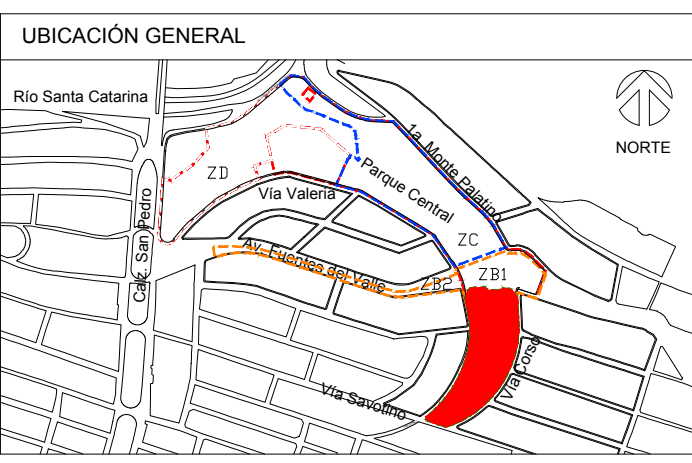 UBICACIÓN GENERAL
Río Santa Catarina
NORTE
1a. Monte Palatino
ZD
Parque Central
Vía Valeria
Calz. San Pedro
ZC
Av. Fuentes del Valle
ZB2
ZB1
Vía Corso
Vía Savotino